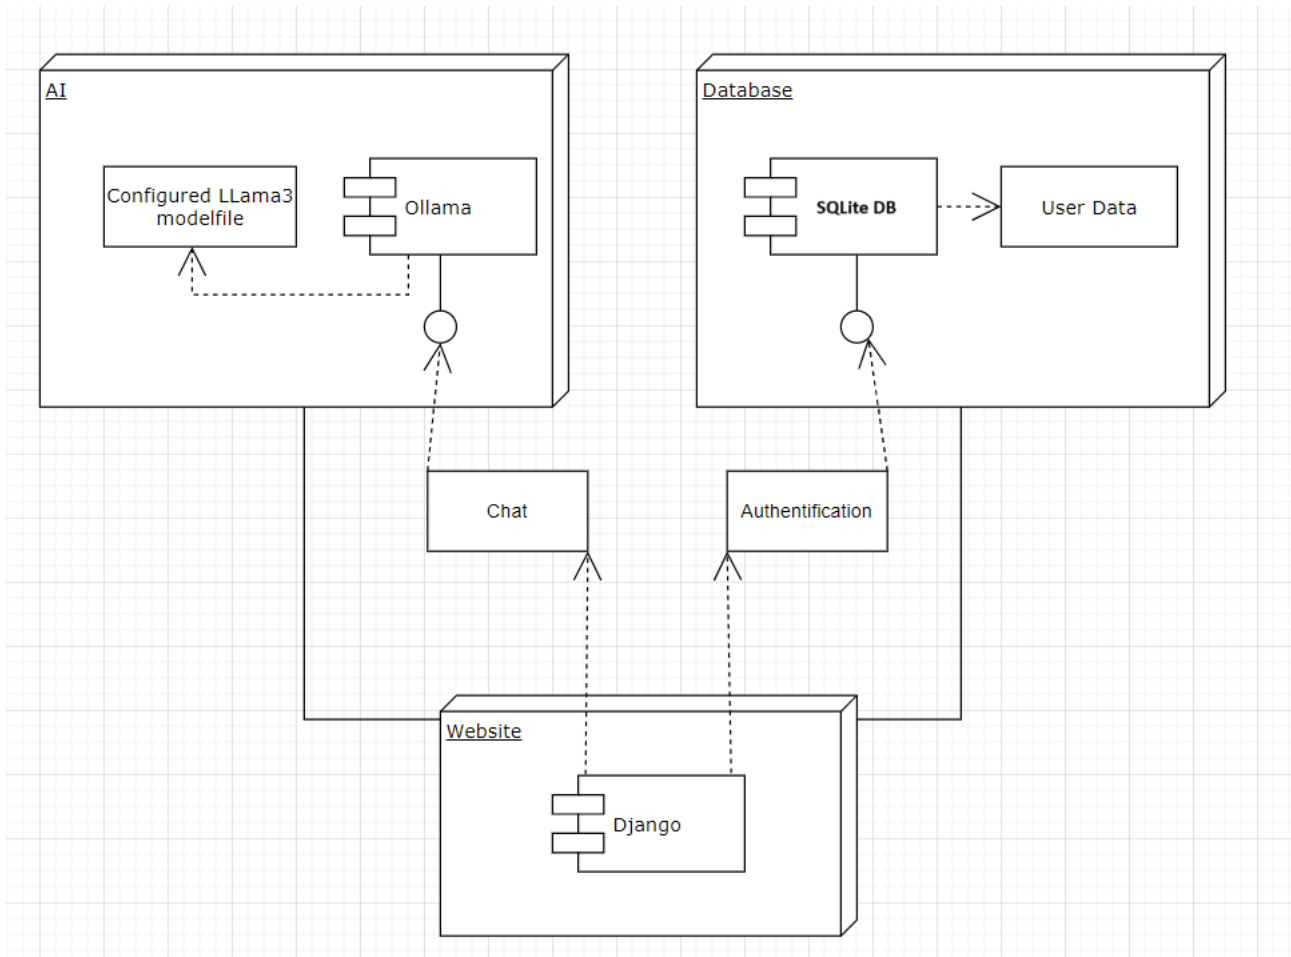 AI
Database
Configured LLama3
modelfile
Ollama
SQLite DB
User Data
Chat
Authentification
Website
Django